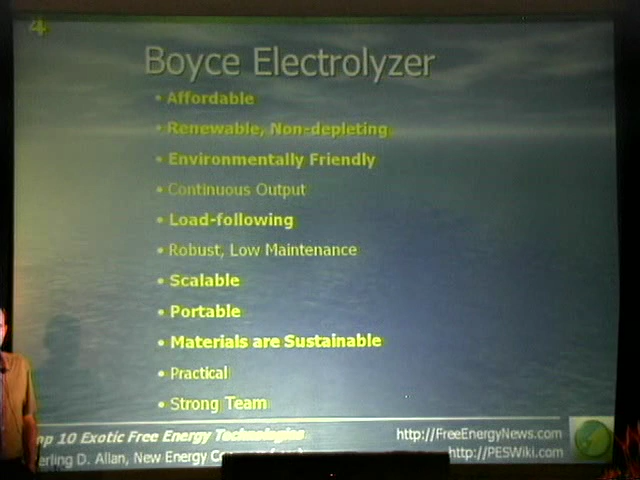 4
Boyce Electrolyzer
• Affordable
• Renewable, Non-depleting
• Environmentally Friendly
• Continuous Output
• Load-following
• Robust, Low Maintenance
• Scalable
• Portable
• Materials are Sustainable
• Practical
• Strong Team
op 10 Exotic Free Energy Technologies
http://FreeEnergyNews.com
erling D. Allan, New Energy
http://PESWiki.com